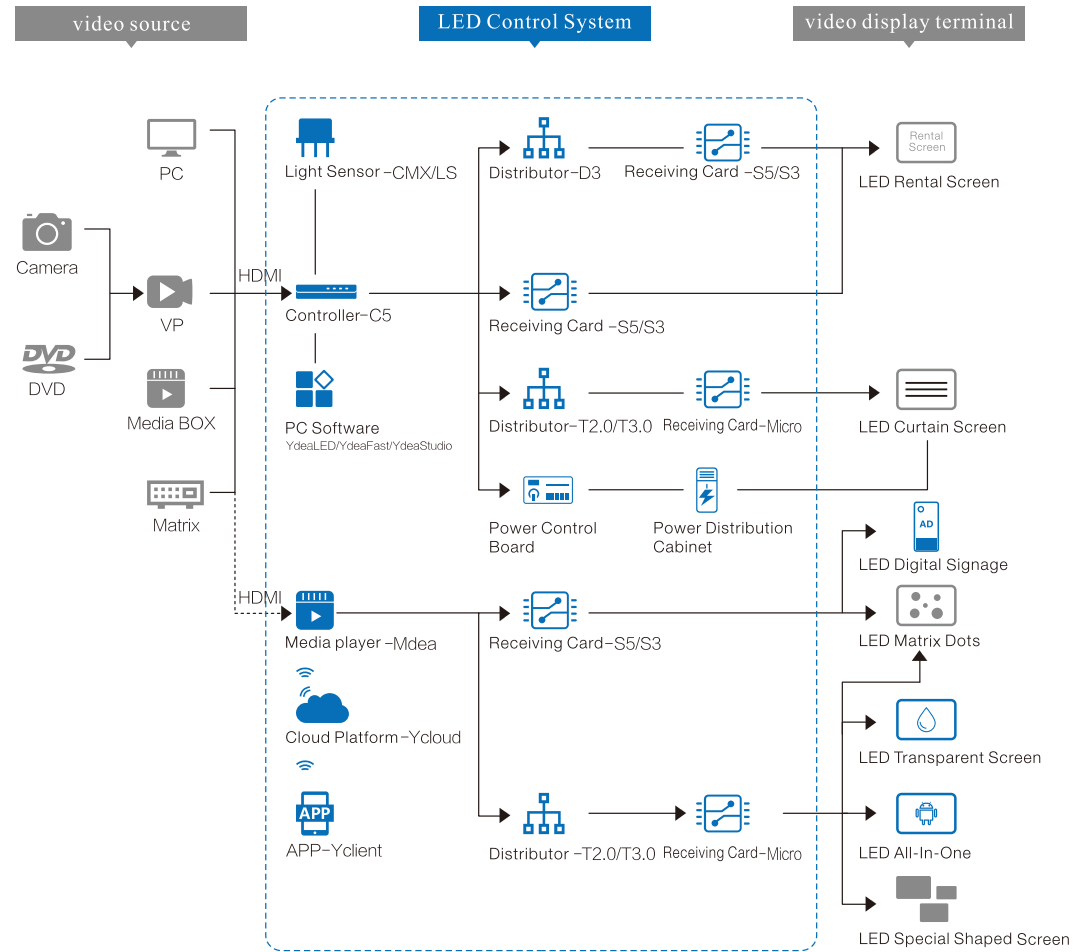 video source
LED Control System
video display terminal
PC
Camera
VP
DVD
DVD
Media BOX
Matrix
HDMI
HDMI
Light Sensor -CMX/LS
Controller-C5
PC Software
YdeaLED/YdeaFast/YdeaStudio
Media player -Mdea
Cloud Platform -Ycloud
APP
APP-Yclient
Distributor-D3
Receiving Card -S5/S3
Receiving Card -S5/S3
Distributor-T2.0/T3.0
Receiving Card-Micro
Power Control
Board
Power Distribution
Cabinet
Receiving Card-S5/S3
Distributor -T2.0/T3.0
Receiving Card-Micro
Rental
Screen
LED Rental Screen
LED Curtain Screen
AD
LED Digital Signage
LED Matrix Dots
LED Transparent Screen
LED All-In-One
LED Special Shaped Screen